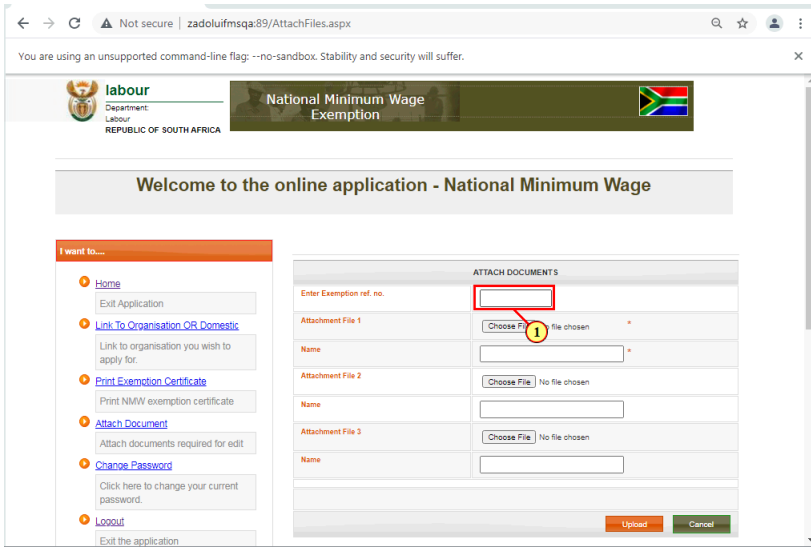 Not secure | zadoluifmsqa:89/AttachFiles.aspx
You are using an unsupported command-line flag: --no-sandbox. Stability and security will suffer.
labour
Department:
Labour
REPUBLIC OF SOUTH AFRICA
National Minimum Wage
Exemption
Welcome to the online application - National Minimum Wage
I want to....
Home
Exit Application
Link To Organisation OR Domestic
Link to organisation you wish to
apply for.
Print Exemption Certificate
Print NMW exemption certificate
Attach Document
Attach documents required for edit
Change Password
Click here to change your current
password.
Logout
Exit the application
ATTACH DOCUMENTS
Enter Exemption ref. no.
Attachment File 1
Choose Fi 1 o file chosen *
Name *
Attachment File 2
Choose File No file chosen
Name
Attachment File 3
Choose File No file chosen
Name
Upload Cancel